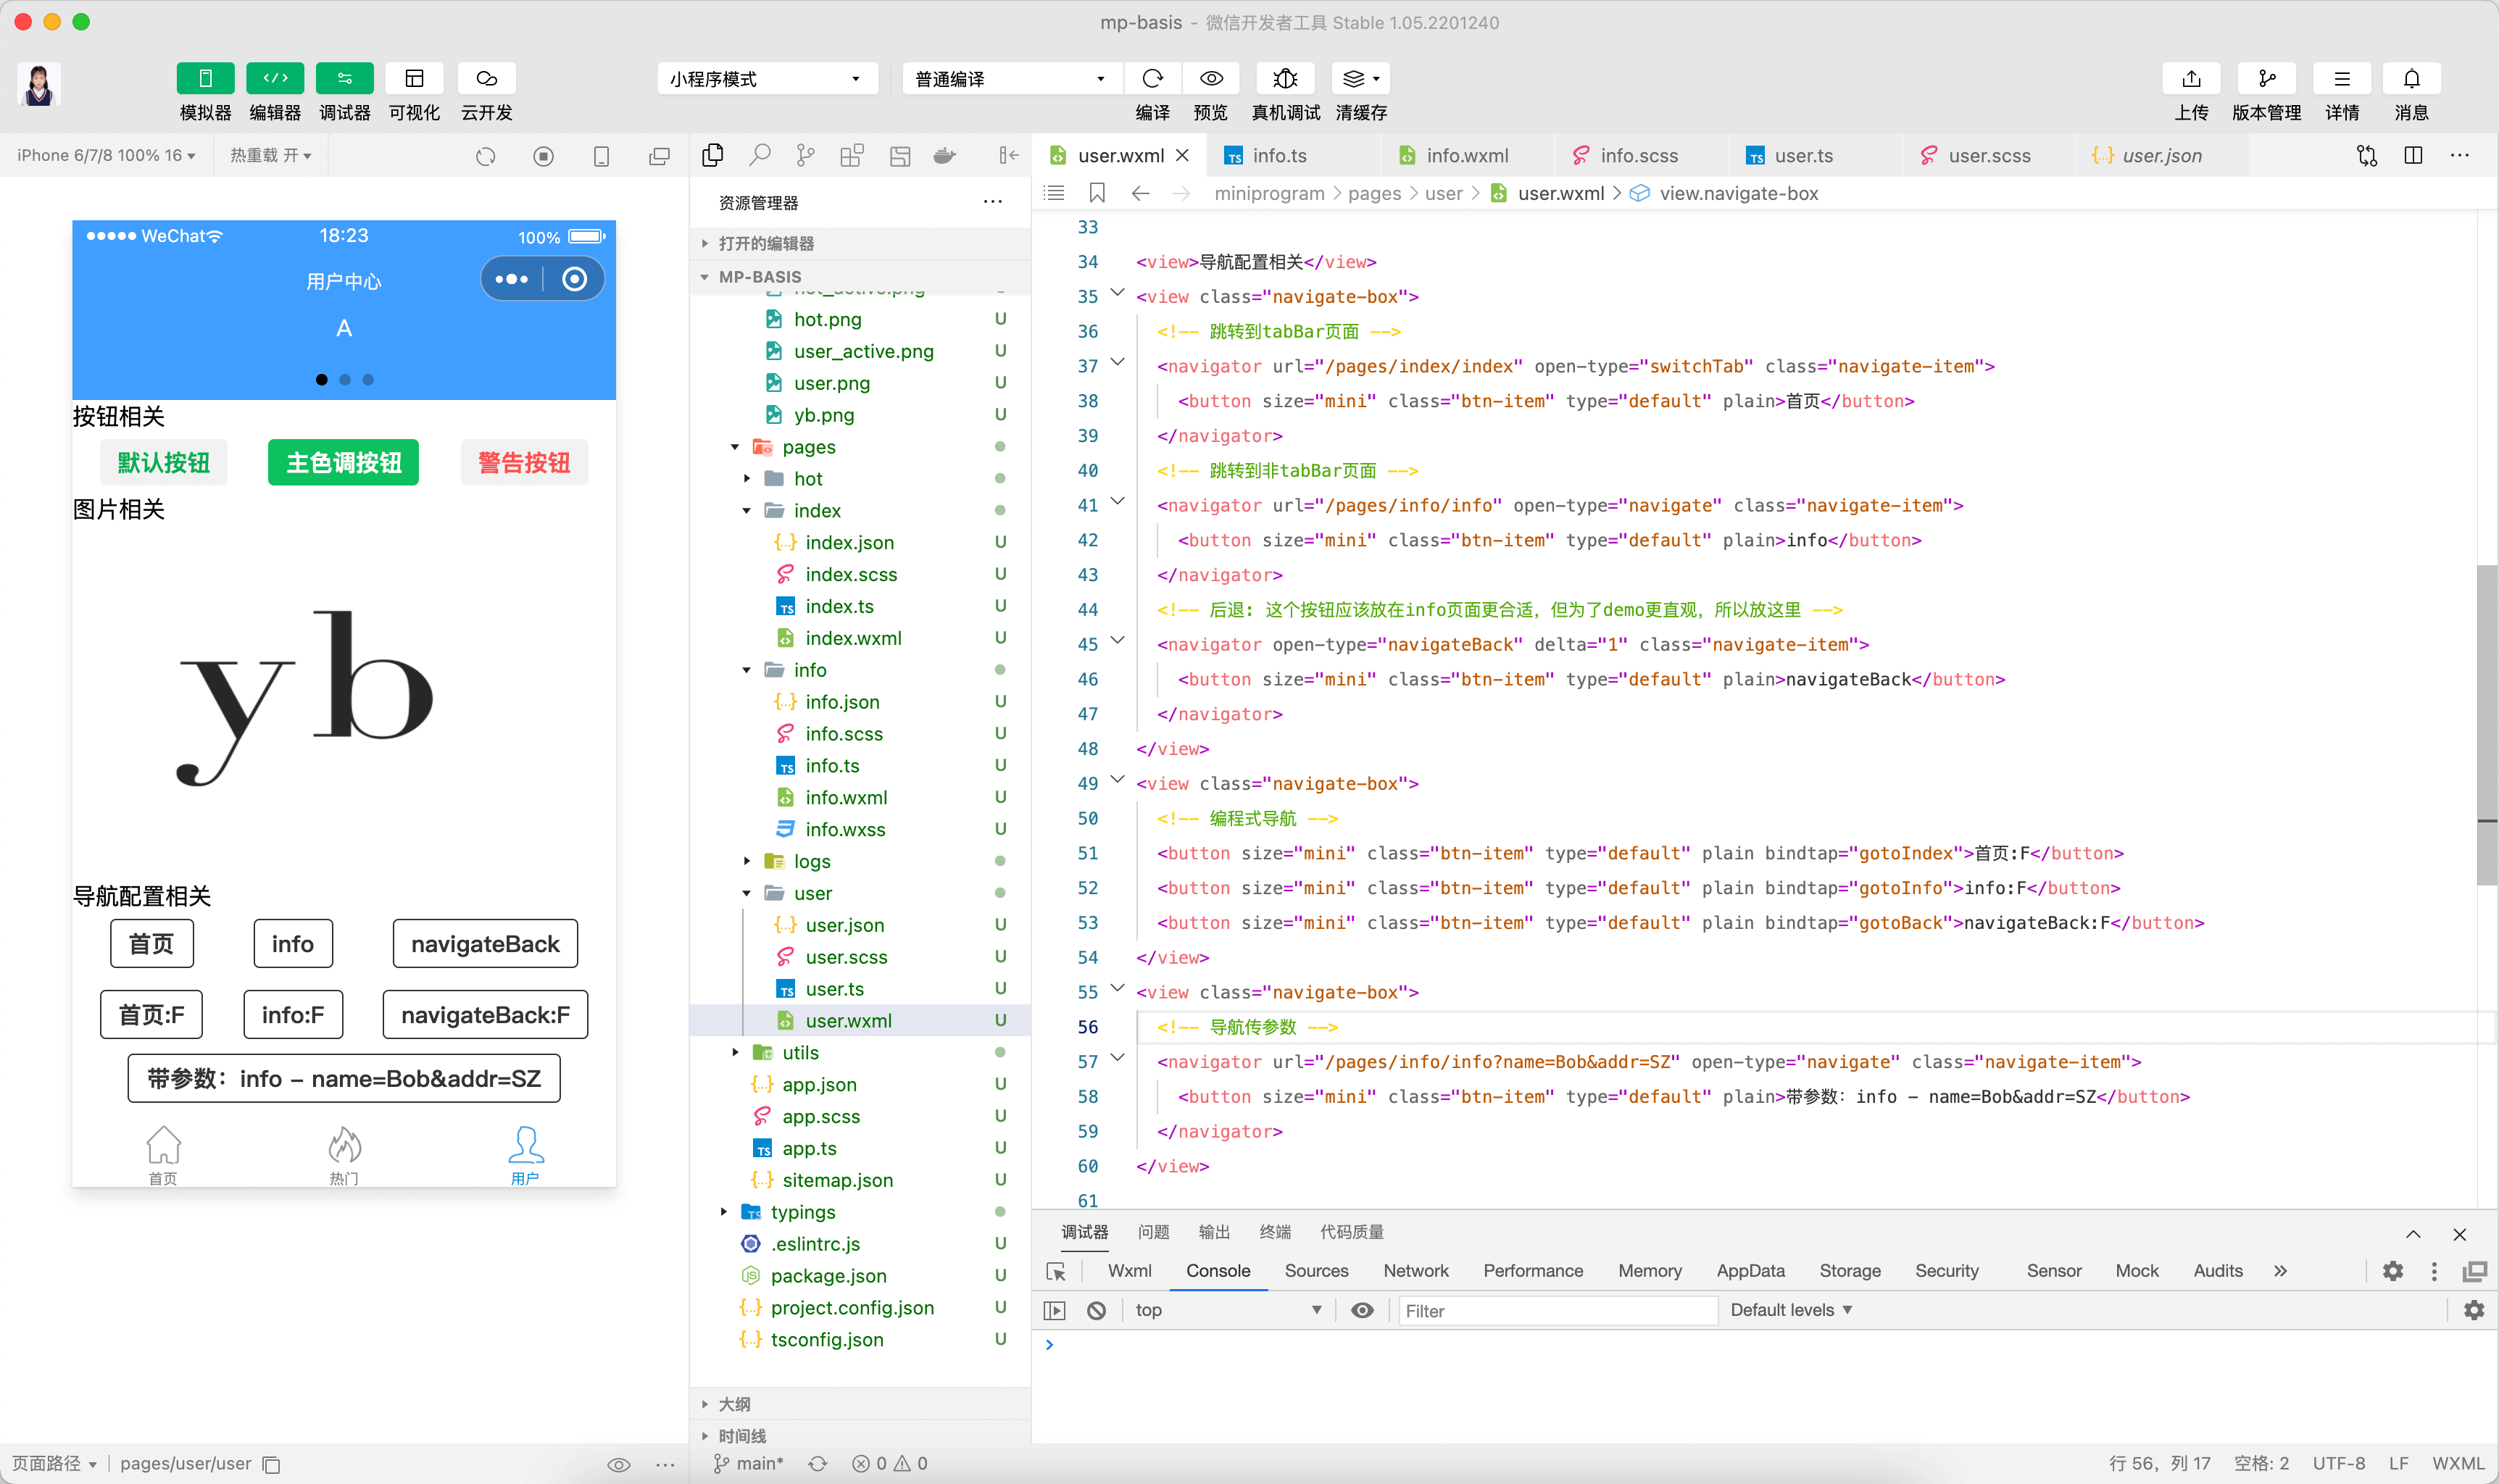 mp-basis - 微信开发者工具 Stable 1.05.2201240
模拟器 编辑器 调试器 可视化 云开发
小程序模式 普通编译
编译 预览 真机调试 清缓存
上传 版本管理 详情 消息
iPhone 6/7/8 100% 16 热重载 开
WeChat 18:23 100%
用户中心
A
按钮相关
默认按钮 主色调按钮 警告按钮
图片相关
yb
导航配置相关
首页 info navigateBack
首页:F info:F navigateBack:F
带参数：info - name=Bob&addr=SZ
首页 热门 用户
页面路径 pages/user/user
资源管理器
打开的编辑器
MP-BASIS
hot_active.png
hot.png U
user_active.png U
user.png U
yb.png U
pages
hot
index
index.json U
index.scss U
index.ts U
index.wxml U
info
info.json U
info.scss U
info.ts U
info.wxml U
info.wxss U
logs
user
user.json U
user.scss U
user.ts U
user.wxml U
utils
app.json U
app.scss U
app.ts U
sitemap.json U
typings
.eslintrc.js U
package.json U
project.config.json U
tsconfig.json U
大纲
时间线
main* 0 0
user.wxml info.ts info.wxml info.scss user.ts user.scss user.json
miniprogram > pages > user > user.wxml > view.navigate-box
33
34 <view>导航配置相关</view>
35 <view class="navigate-box">
36 <!-- 跳转到tabBar页面 -->
37 <navigator url="/pages/index/index" open-type="switchTab" class="navigate-item">
38 <button size="mini" class="btn-item" type="default" plain>首页</button>
39 </navigator>
40 <!-- 跳转到非tabBar页面 -->
41 <navigator url="/pages/info/info" open-type="navigate" class="navigate-item">
42 <button size="mini" class="btn-item" type="default" plain>info</button>
43 </navigator>
44 <!-- 后退: 这个按钮应该放在info页面更合适，但为了demo更直观，所以放这里 -->
45 <navigator open-type="navigateBack" delta="1" class="navigate-item">
46 <button size="mini" class="btn-item" type="default" plain>navigateBack</button>
47 </navigator>
48 </view>
49 <view class="navigate-box">
50 <!-- 编程式导航 -->
51 <button size="mini" class="btn-item" type="default" plain bindtap="gotoIndex">首页:F</button>
52 <button size="mini" class="btn-item" type="default" plain bindtap="gotoInfo">info:F</button>
53 <button size="mini" class="btn-item" type="default" plain bindtap="gotoBack">navigateBack:F</button>
54 </view>
55 <view class="navigate-box">
56 <!-- 导航传参数 -->
57 <navigator url="/pages/info/info?name=Bob&addr=SZ" open-type="navigate" class="navigate-item">
58 <button size="mini" class="btn-item" type="default" plain>带参数：info - name=Bob&addr=SZ</button>
59 </navigator>
60 </view>
61
调试器 问题 输出 终端 代码质量
Wxml Console Sources Network Performance Memory AppData Storage Security Sensor Mock Audits
top Filter Default levels
行 56，列 17 空格: 2 UTF-8 LF WXML